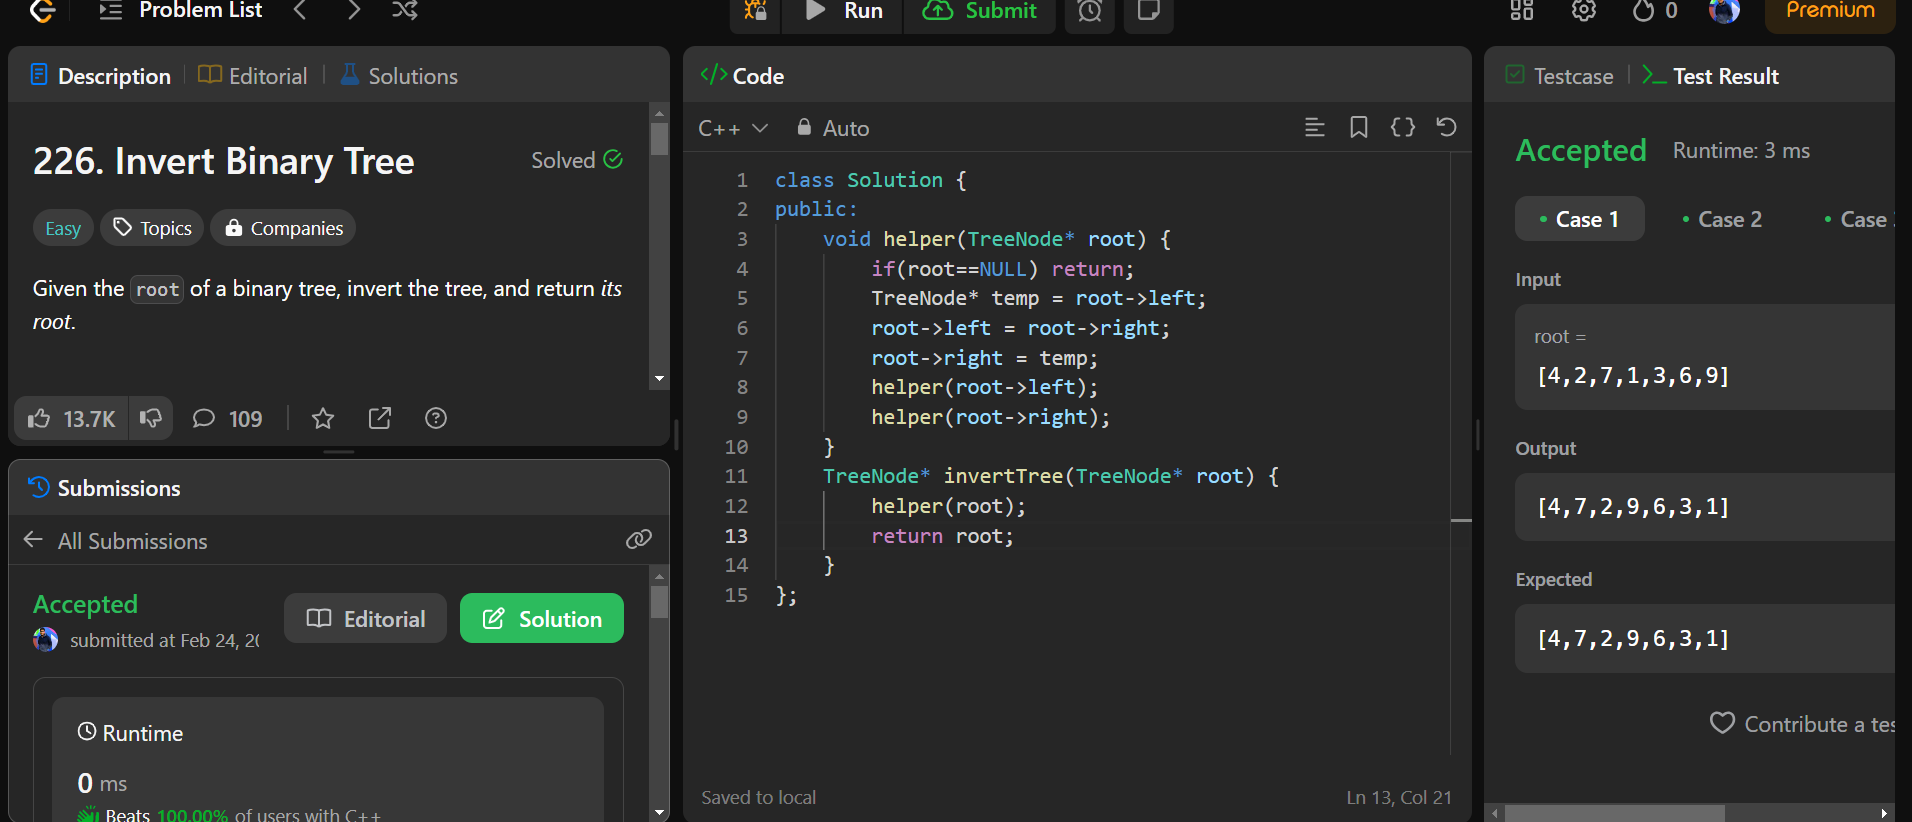 Problem List
Run
Submit
0
Premium
Description
Editorial
Solutions
226. Invert Binary Tree
Solved
Easy
Topics
Companies
Given the root of a binary tree, invert the tree, and return its
root.
13.7K
109
Submissions
All Submissions
Accepted
submitted at Feb 24, 20
Editorial
Solution
Runtime
0 ms
Beats 100.00% of users with C++
</> Code
C++
Auto
1 class Solution {
2 public:
3     void helper(TreeNode* root) {
4         if(root==NULL) return;
5         TreeNode* temp = root->left;
6         root->left = root->right;
7         root->right = temp;
8         helper(root->left);
9         helper(root->right);
10     }
11     TreeNode* invertTree(TreeNode* root) {
12         helper(root);
13         return root;
14     }
15 };
Saved to local
Ln 13, Col 21
Testcase
Test Result
Accepted
Runtime: 3 ms
• Case 1
• Case 2
• Case
Input
root =
[4,2,7,1,3,6,9]
Output
[4,7,2,9,6,3,1]
Expected
[4,7,2,9,6,3,1]
Contribute a tes